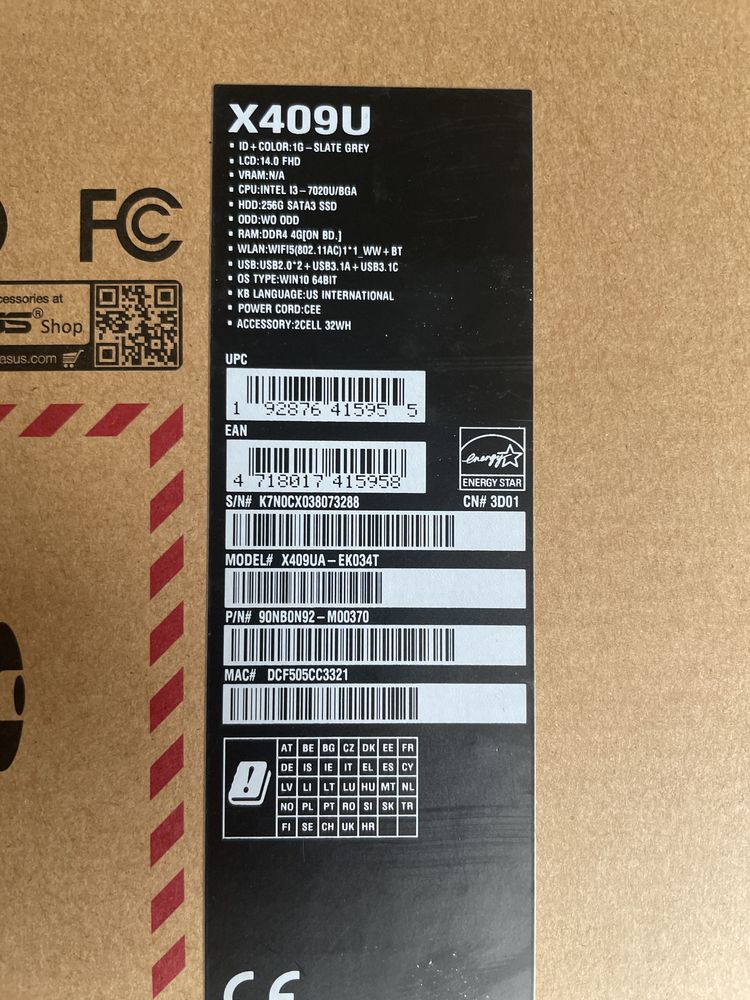 X409U
▪ ID+COLOR:1G-SLATE GREY
▪ LCD:14.0 FHD
▪ VRAM:N/A
▪ CPU:INTEL I3-7020U/BGA
▪ HDD:256G SATA3 SSD
▪ ODD:WO ODD
▪ RAM:DDR4 4G[ON BD.]
▪ WLAN:WIFI5(802.11AC)1*1_WW+BT
▪ USB:USB2.0*2+USB3.1A+USB3.1C
▪ OS TYPE:WIN10 64BIT
▪ KB LANGUAGE:US INTERNATIONAL
▪ POWER CORD:CEE
▪ ACCESSORY:2CELL 32WH
FC
cessories at
US® Shop
asus.com
UPC
1 92876 41595 5
EAN
4 718017 415958
energy
ENERGY STAR
S/N# K7N0CX038073288 CN# 3D01
MODEL# X409UA-EK034T
P/N# 90NB0N92-M00370
MAC# DCF505CC3321
AT BE BG CZ DK EE FR
DE IS IE IT EL ES CY
LV LI LT LU HU MT NL
NO PL PT RO SI SK TR
FI SE CH UK HR
CE